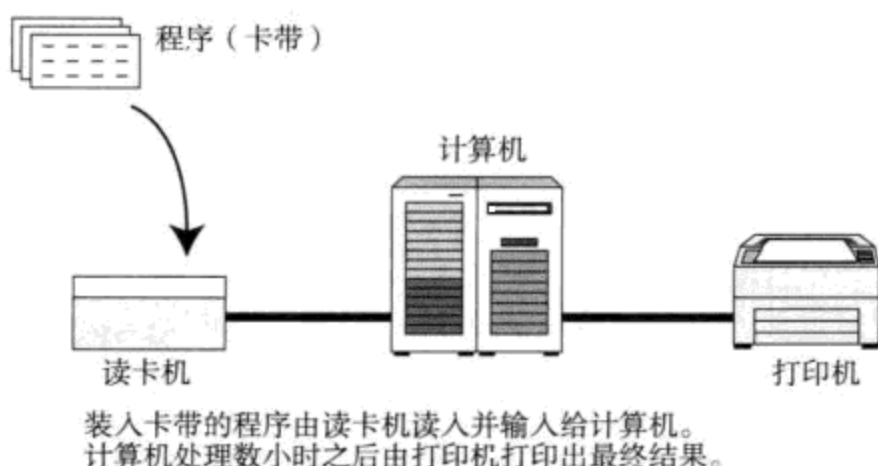 程序（卡带）
计算机
读卡机
打印机
装入卡带的程序由读卡机读入并输入给计算机。
计算机处理数小时之后由打印机打印出最终结果。